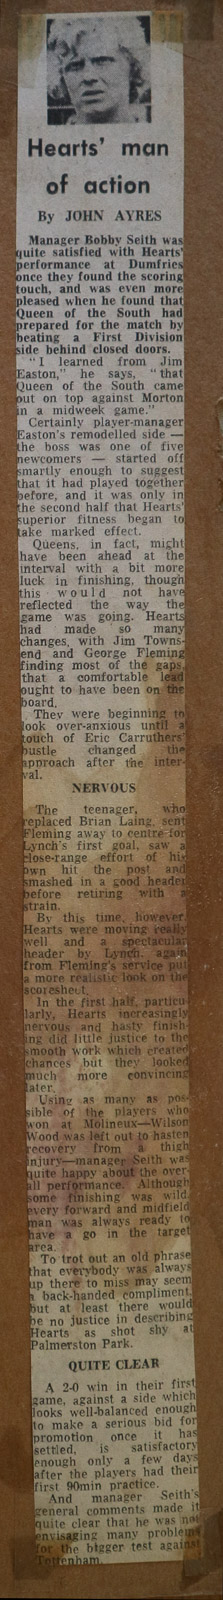 Hearts' man
of action
By JOHN AYRES
Manager Bobby Seith was
quite satisfied with Hearts'
performance at Dumfries
once they found the scoring
touch, and was even more
pleased when he found that
Queen of the South had
prepared for the match by
beating a First Division
side behind closed doors.
"I learned from Jim
Easton," he says, "that
Queen of the South came
out on top against Morton
in a midweek game."
Certainly player-manager
Easton's remodelled side —
the boss was one of five
newcomers — started off
smartly enough to suggest
that it had played together
before, and it was only in
the second half that Hearts'
superior fitness began to
take marked effect.
Queens, in fact, might
have been ahead at the
interval with a bit more
luck in finishing, though
this would not have
reflected the way the
game was going. Hearts
had made so many
changes, with Jim Towns-
end and George Fleming
finding most of the gaps,
that a comfortable lead
ought to have been on the
board.
They were beginning to
look over-anxious until a
touch of Eric Carruthers'
bustle changed the
approach after the inter-
val.
NERVOUS
The teenager, who
replaced Brian Laing, sent
Fleming away to centre for
Lynch's first goal, saw a
close-range effort of his
own hit the post and
smashed in a good header
before retiring with a
strain.
By this time, however,
Hearts were moving really
well and a spectacular
header by Lynch, again
from Fleming's service put
a more realistic look on the
scoresheet.
In the first half, particu-
larly, Hearts increasingly
nervous and hasty finish-
ing did little justice to the
smooth work which created
chances but they looked
much more convincing
later.
Using as many as pos-
sible of the players who
won at Molineux—Wilson
Wood was left out to hasten
recovery from a thigh
injury—manager Seith was
quite happy about the over-
all performance. Although
some finishing was wild,
every forward and midfield
man was always ready to
have a go in the target
area.
To trot out an old phrase
that everybody was always
up there to miss may seem
a back-handed compliment,
but at least there would
be no justice in describing
Hearts as shot shy at
Palmerston Park.
QUITE CLEAR
A 2-0 win in their first
game, against a side which
looks well-balanced enough
to make a serious bid for
promotion once it has
settled, is satisfactory
enough only a few days
after the players had their
first 90min practice.
And manager Seith's
general comments made it
quite clear that he was not
envisaging many problems
for the bigger test against
Tottenham.